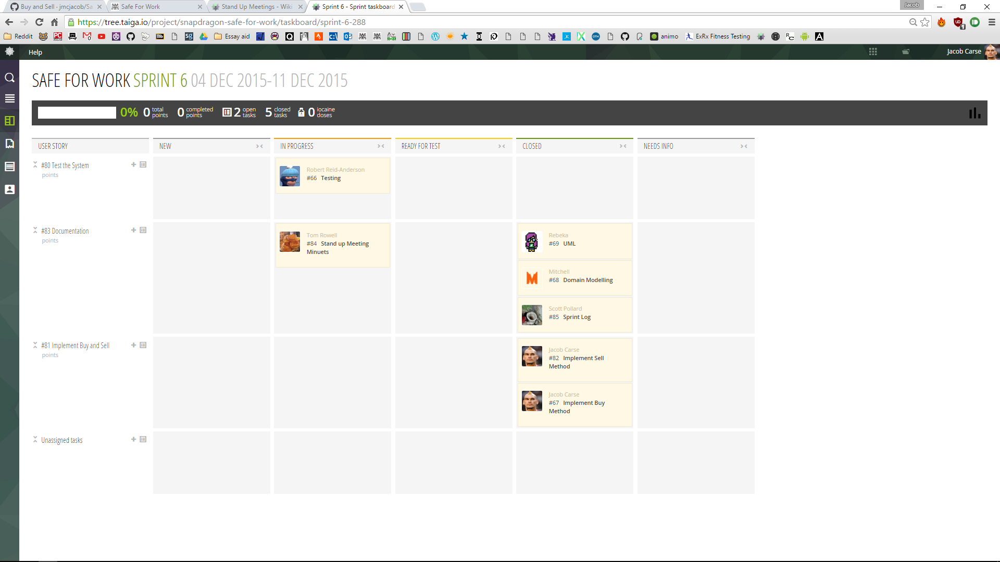 Buy and Sell · jmcjacob/Sa
Safe For Work
Stand Up Meetings - Wiki
Sprint 6 - Sprint taskboard
Jacob
https://tree.taiga.io/project/snapdragon-safe-for-work/taskboard/sprint-6-288
Reddit
Essay aid
animo
ExRx Fitness Testing
Help
Jacob Carse
SAFE FOR WORK SPRINT 6 04 DEC 2015-11 DEC 2015
0% 0 total points 0 completed points 2 open tasks 5 closed tasks 0 iocaine doses
USER STORY NEW IN PROGRESS READY FOR TEST CLOSED NEEDS INFO
#80 Test the System
points
Robert Reid-Anderson
#66 Testing
#83 Documentation
points
Tom Rowell
#84 Stand up Meeting
Minuets
Rebeka
#69 UML
Mitchell
#68 Domain Modelling
Scott Pollard
#85 Sprint Log
#81 Implement Buy and Sell
points
Jacob Carse
#82 Implement Sell
Method
Jacob Carse
#67 Implement Buy
Method
Unassigned tasks